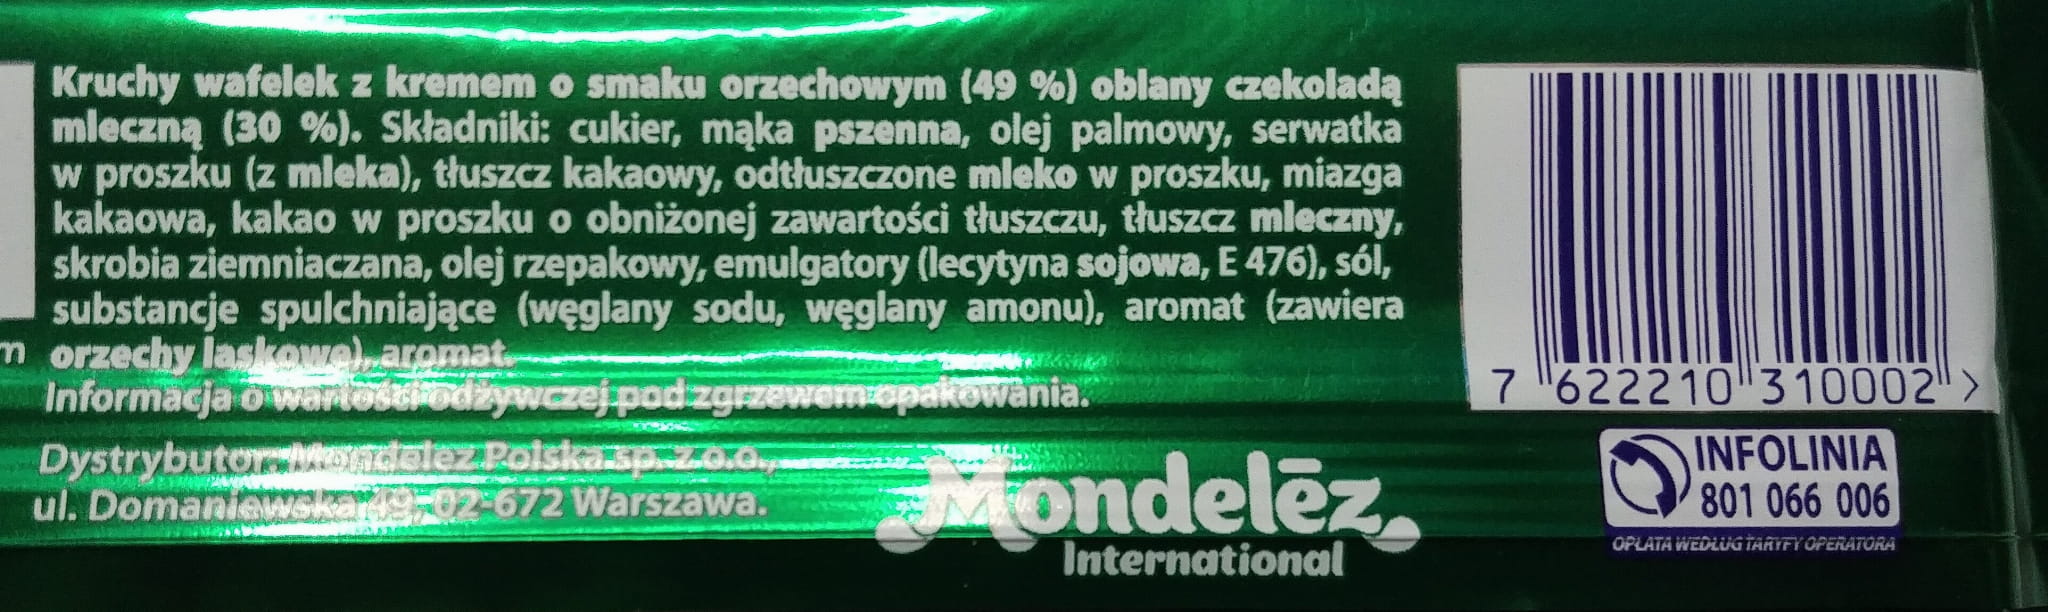 Kruchy wafelek z kremem o smaku orzechowym (49 %) oblany czekoladą
mleczną (30 %). Składniki: cukier, mąka pszenna, olej palmowy, serwatka
w proszku (z mleka), tłuszcz kakaowy, odtłuszczone mleko w proszku, miazga
kakaowa, kakao w proszku o obniżonej zawartości tłuszczu, tłuszcz mleczny,
skrobia ziemniaczana, olej rzepakowy, emulgatory (lecytyna sojowa, E 476), sól,
substancje spulchniające (węglany sodu, węglany amonu), aromat (zawiera
m
orzechy laskowe), aromat.
Informacja o wartości odżywczej pod zgrzewem opakowania.
Dystrybutor: Mondelez Polska sp. z o.o.,
ul. Domaniewska 49, 02-672 Warszawa.
Mondelēz
International
7 622210 310002 >
INFOLINIA
801 066 006
OPŁATA WEDŁUG TARYFY OPERATORA